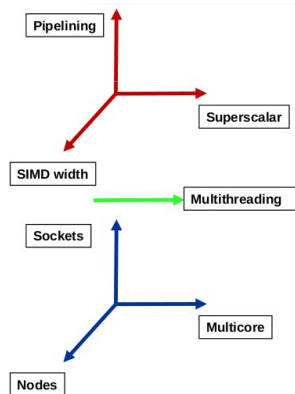 Pipelining
Superscalar
SIMD width
Multithreading
Sockets
Multicore
Nodes